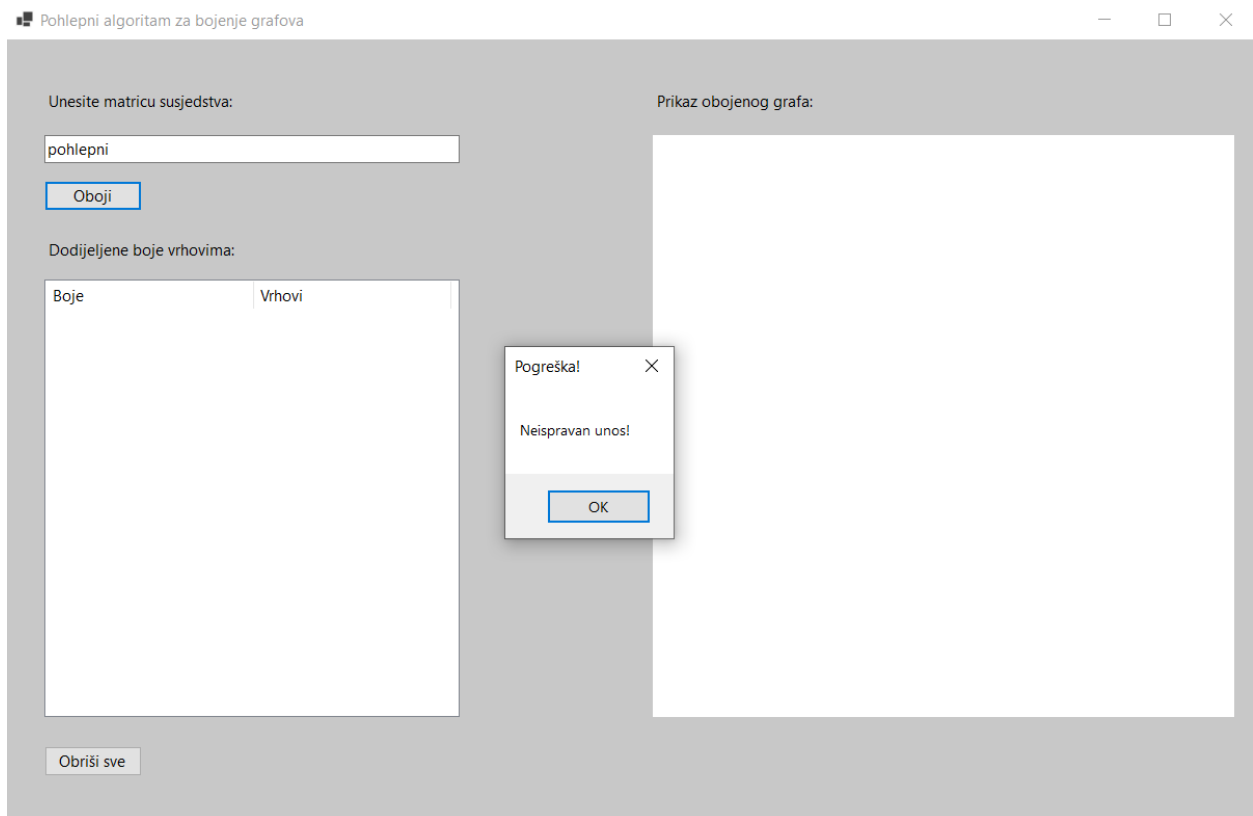 Pohlepni algoritam za bojenje grafova
Unesite matricu susjedstva:
pohlepni
Oboji
Dodijeljene boje vrhovima:
Boje Vrhovi
Obriši sve
Prikaz obojenog grafa:
Pogreška!
Neispravan unos!
OK